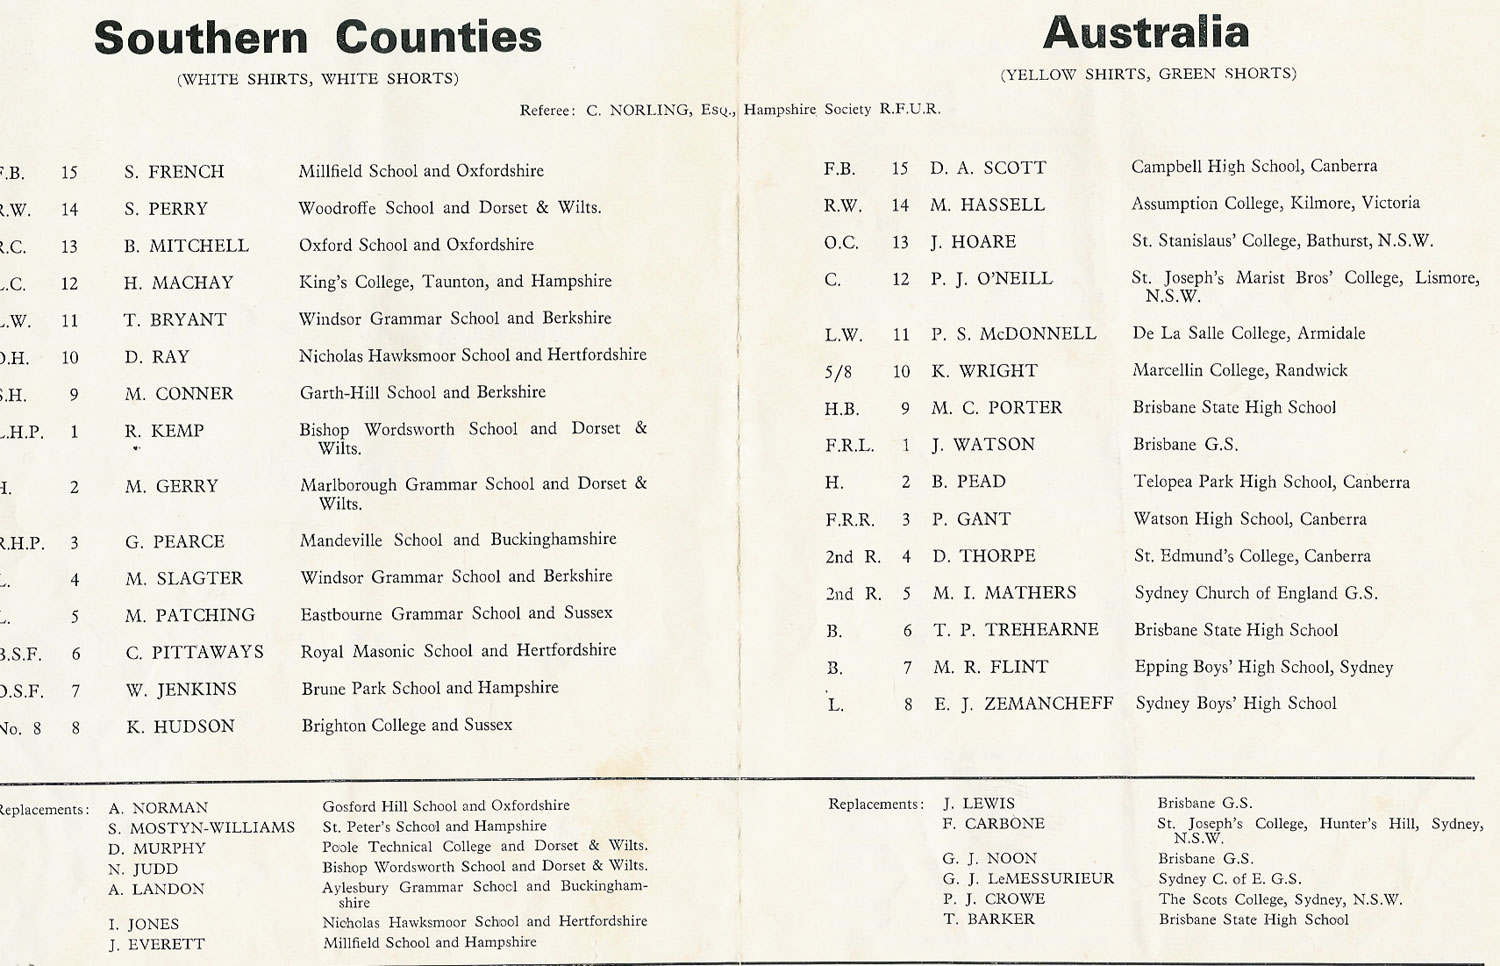 Southern Counties
(WHITE SHIRTS, WHITE SHORTS)
Australia
(YELLOW SHIRTS, GREEN SHORTS)
Referee: C. NORLING, Esq., Hampshire Society R.F.U.R.
F.B. 15 S. FRENCH Millfield School and Oxfordshire
R.W. 14 S. PERRY Woodroffe School and Dorset & Wilts.
R.C. 13 B. MITCHELL Oxford School and Oxfordshire
L.C. 12 H. MACHAY King's College, Taunton, and Hampshire
L.W. 11 T. BRYANT Windsor Grammar School and Berkshire
O.H. 10 D. RAY Nicholas Hawksmoor School and Hertfordshire
S.H. 9 M. CONNER Garth-Hill School and Berkshire
L.H.P. 1 R. KEMP Bishop Wordsworth School and Dorset &
Wilts.
H. 2 M. GERRY Marlborough Grammar School and Dorset &
Wilts.
R.H.P. 3 G. PEARCE Mandeville School and Buckinghamshire
L. 4 M. SLAGTER Windsor Grammar School and Berkshire
L. 5 M. PATCHING Eastbourne Grammar School and Sussex
B.S.F. 6 C. PITTAWAYS Royal Masonic School and Hertfordshire
O.S.F. 7 W. JENKINS Brune Park School and Hampshire
No. 8 8 K. HUDSON Brighton College and Sussex
Replacements: A. NORMAN Gosford Hill School and Oxfordshire
S. MOSTYN-WILLIAMS St. Peter's School and Hampshire
D. MURPHY Poole Technical College and Dorset & Wilts.
N. JUDD Bishop Wordsworth School and Dorset & Wilts.
A. LANDON Aylesbury Grammar School and Buckingham-
shire
I. JONES Nicholas Hawksmoor School and Hertfordshire
J. EVERETT Millfield School and Hampshire
F.B. 15 D. A. SCOTT Campbell High School, Canberra
R.W. 14 M. HASSELL Assumption College, Kilmore, Victoria
O.C. 13 J. HOARE St. Stanislaus' College, Bathurst, N.S.W.
C. 12 P. J. O'NEILL St. Joseph's Marist Bros' College, Lismore,
N.S.W.
L.W. 11 P. S. McDONNELL De La Salle College, Armidale
5/8 10 K. WRIGHT Marcellin College, Randwick
H.B. 9 M. C. PORTER Brisbane State High School
F.R.L. 1 J. WATSON Brisbane G.S.
H. 2 B. PEAD Telopea Park High School, Canberra
F.R.R. 3 P. GANT Watson High School, Canberra
2nd R. 4 D. THORPE St. Edmund's College, Canberra
2nd R. 5 M. I. MATHERS Sydney Church of England G.S.
B. 6 T. P. TREHEARNE Brisbane State High School
B. 7 M. R. FLINT Epping Boys' High School, Sydney
L. 8 E. J. ZEMANCHEFF Sydney Boys' High School
Replacements: J. LEWIS Brisbane G.S.
F. CARBONE St. Joseph's College, Hunter's Hill, Sydney,
N.S.W.
G. J. NOON Brisbane G.S.
G. J. LeMESSURIEUR Sydney C. of E. G.S.
P. J. CROWE The Scots College, Sydney, N.S.W.
T. BARKER Brisbane State High School